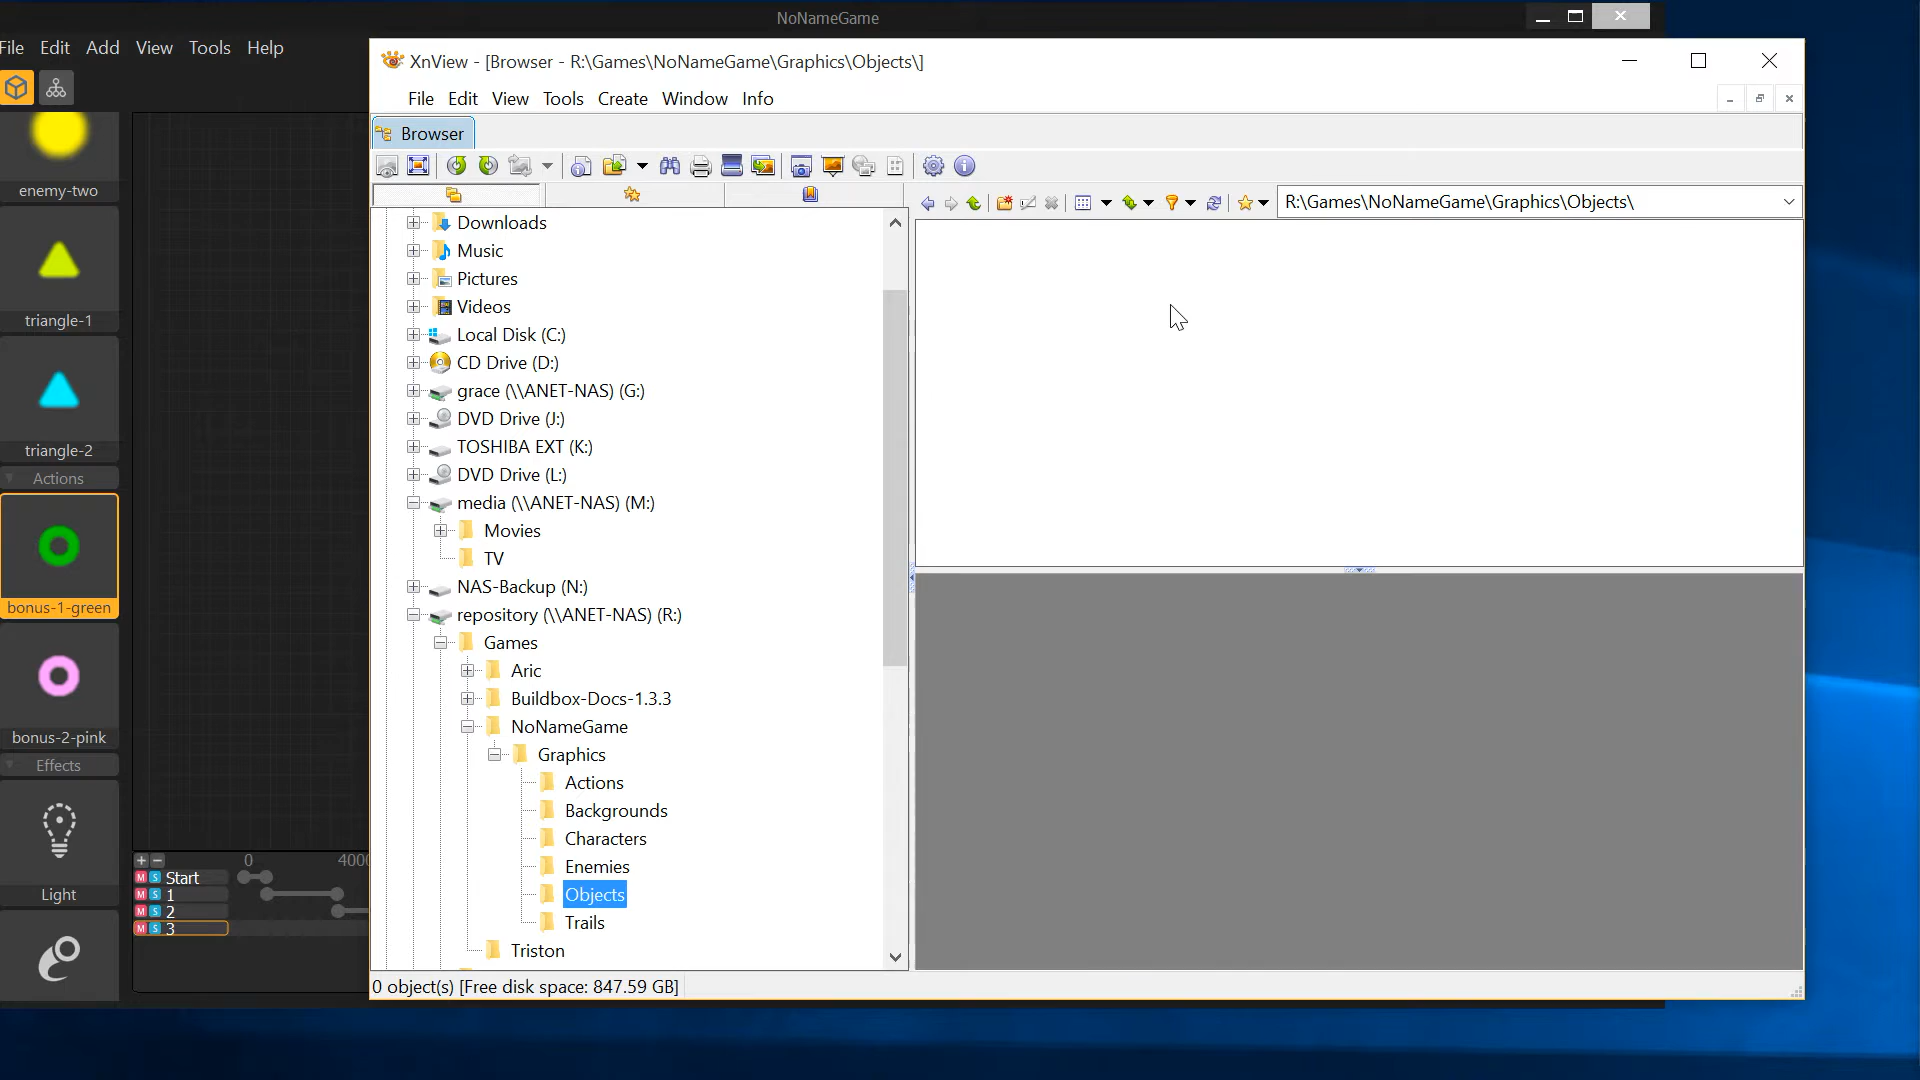 NoNameGame
File Edit Add View Tools Help
enemy-two
triangle-1
triangle-2
Actions
bonus-1-green
bonus-2-pink
Effects
Light
+ - 0 4000
M S Start
M S 1
M S 2
M S 3
XnView - [Browser - R:\Games\NoNameGame\Graphics\Objects\]
File Edit View Tools Create Window Info
Browser
R:\Games\NoNameGame\Graphics\Objects\
Downloads
Music
Pictures
Videos
Local Disk (C:)
CD Drive (D:)
grace (\\ANET-NAS) (G:)
DVD Drive (J:)
TOSHIBA EXT (K:)
DVD Drive (L:)
media (\\ANET-NAS) (M:)
Movies
TV
NAS-Backup (N:)
repository (\\ANET-NAS) (R:)
Games
Aric
Buildbox-Docs-1.3.3
NoNameGame
Graphics
Actions
Backgrounds
Characters
Enemies
Objects
Trails
Triston
0 object(s) [Free disk space: 847.59 GB]